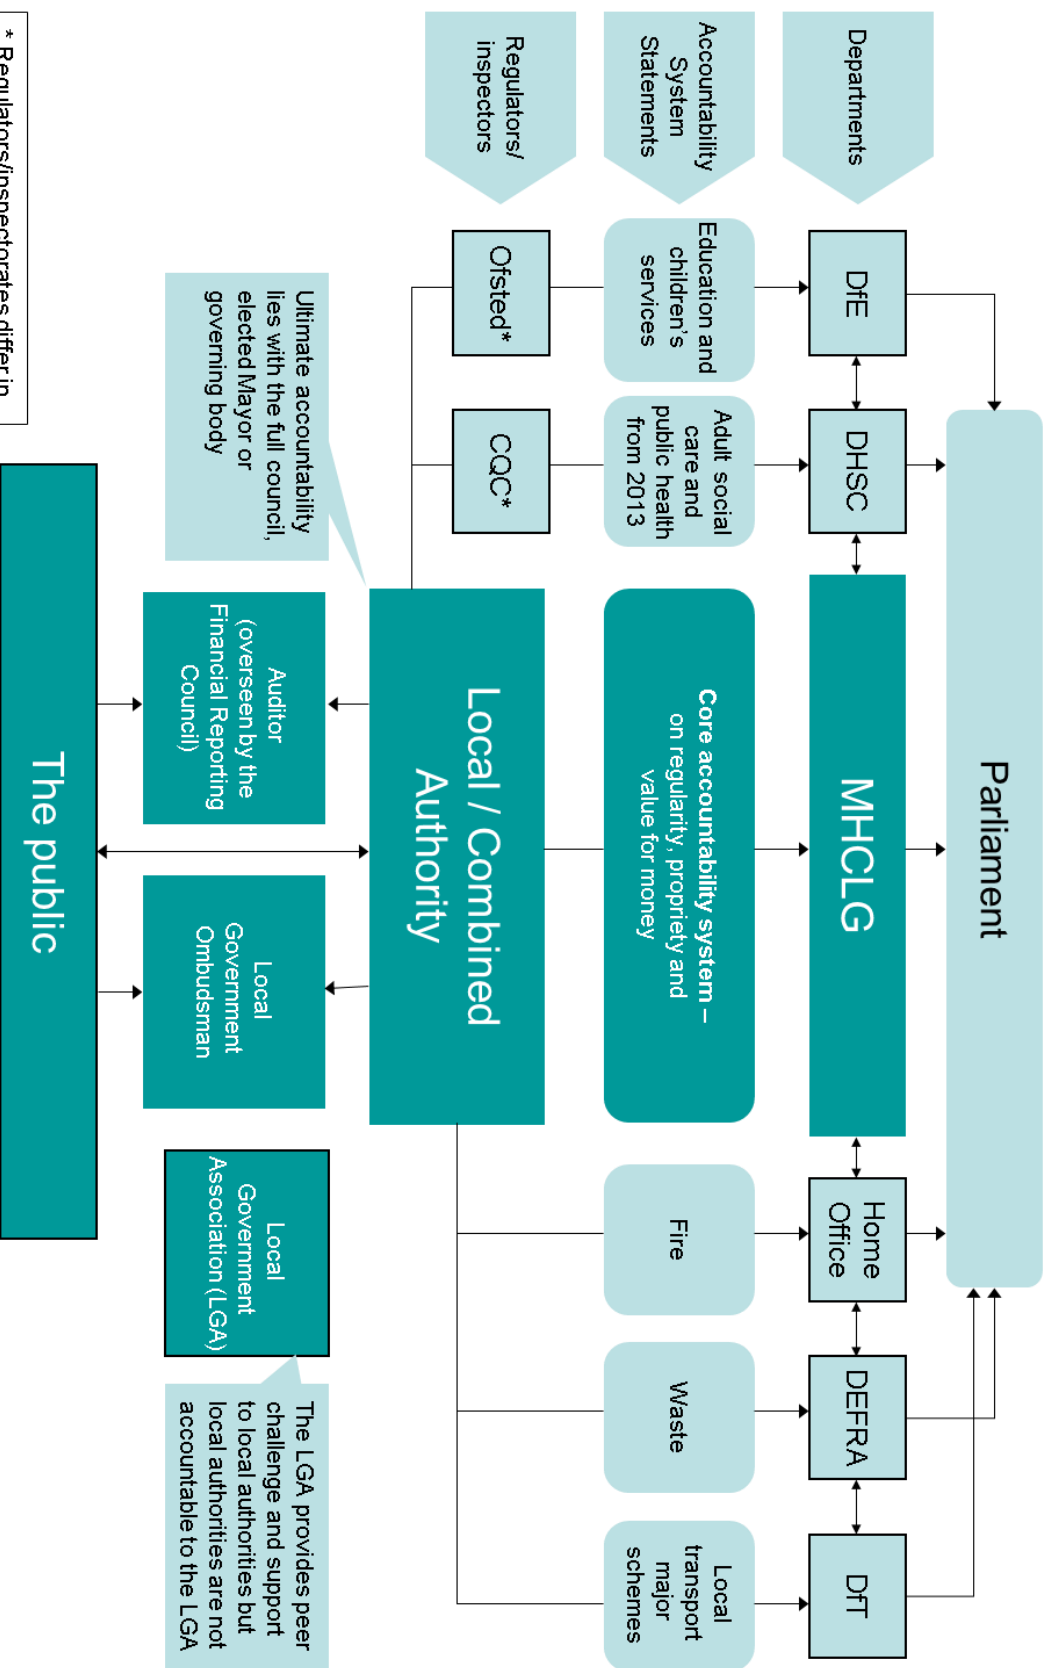 Parliament
Departments
DfE
DHSC
MHCLG
Home
Office
DEFRA
DfT
Accountability
System
Statements
Education and
children's
services
Adult social
care and
public health
from 2013
Core accountability system –
on regularity, propriety and
value for money
Fire
Waste
Local
transport
major
schemes
Regulators/
inspectors
Ofsted*
CQC*
Local / Combined
Authority
Ultimate accountability
lies with the full council,
elected Mayor or
governing body
Auditor
(overseen by the
Financial Reporting
Council)
Local
Government
Ombudsman
Local
Government
Association (LGA)
The LGA provides peer
challenge and support
to local authorities but
local authorities are not
accountable to the LGA
The public
* Regulators/inspectorates differ in